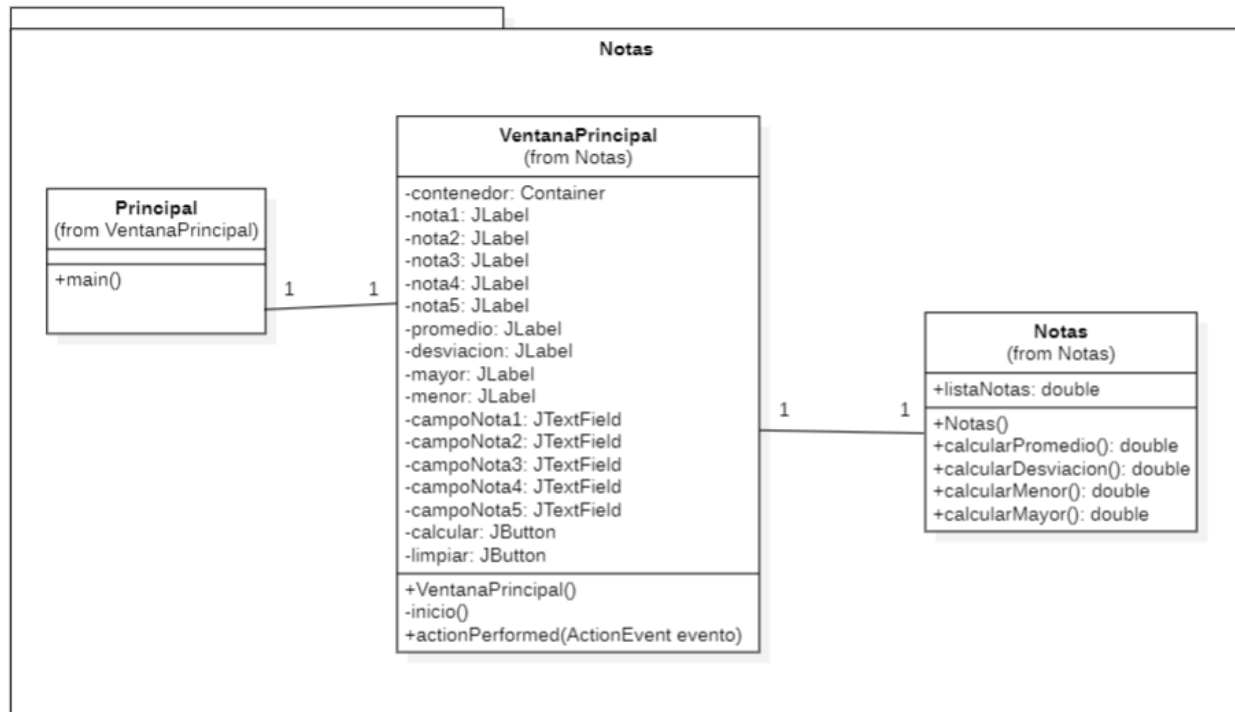 Notas
Principal
(from VentanaPrincipal)
+main()
1
1
VentanaPrincipal
(from Notas)
-contenedor: Container
-nota1: JLabel
-nota2: JLabel
-nota3: JLabel
-nota4: JLabel
-nota5: JLabel
-promedio: JLabel
-desviacion: JLabel
-mayor: JLabel
-menor: JLabel
-campoNota1: JTextField
-campoNota2: JTextField
-campoNota3: JTextField
-campoNota4: JTextField
-campoNota5: JTextField
-calcular: JButton
-limpiar: JButton
+VentanaPrincipal()
-inicio()
+actionPerformed(ActionEvent evento)
1
1
Notas
(from Notas)
+listaNotas: double
+Notas()
+calcularPromedio(): double
+calcularDesviacion(): double
+calcularMenor(): double
+calcularMayor(): double